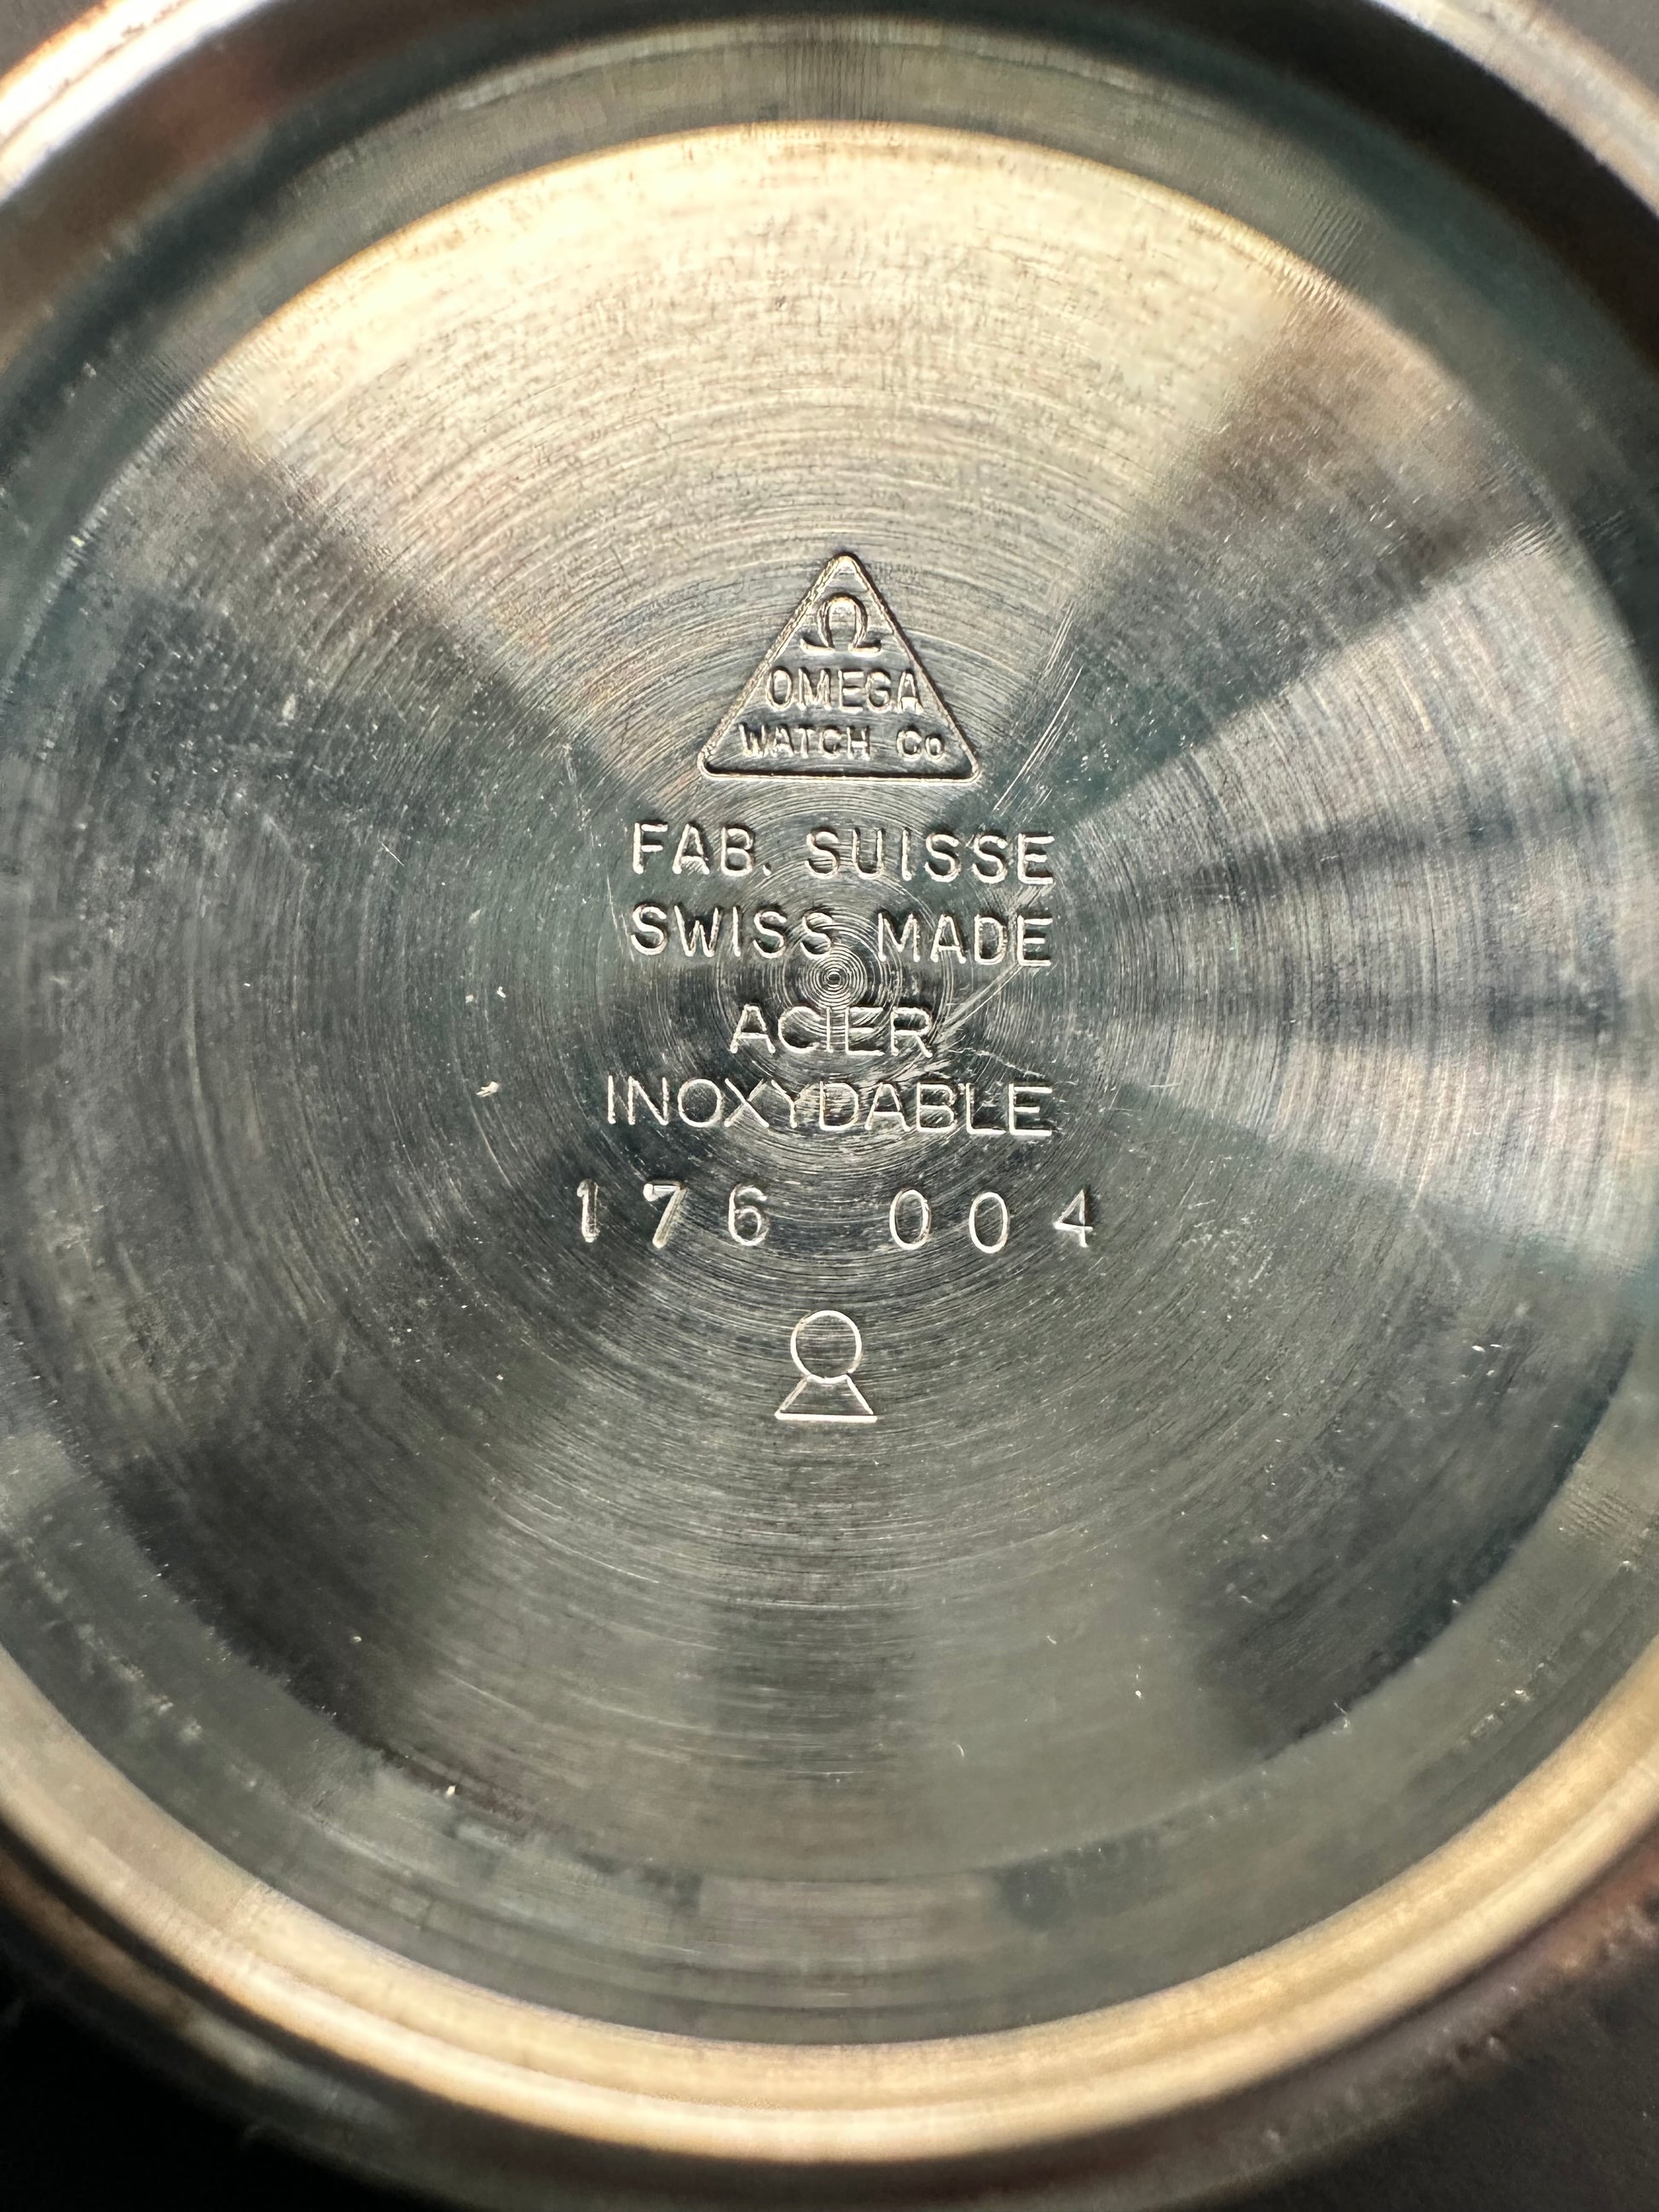 Ω
OMEGA
WATCH Co
FAB. SUISSE
SWISS MADE
ACIER
INOXYDABLE
176 004